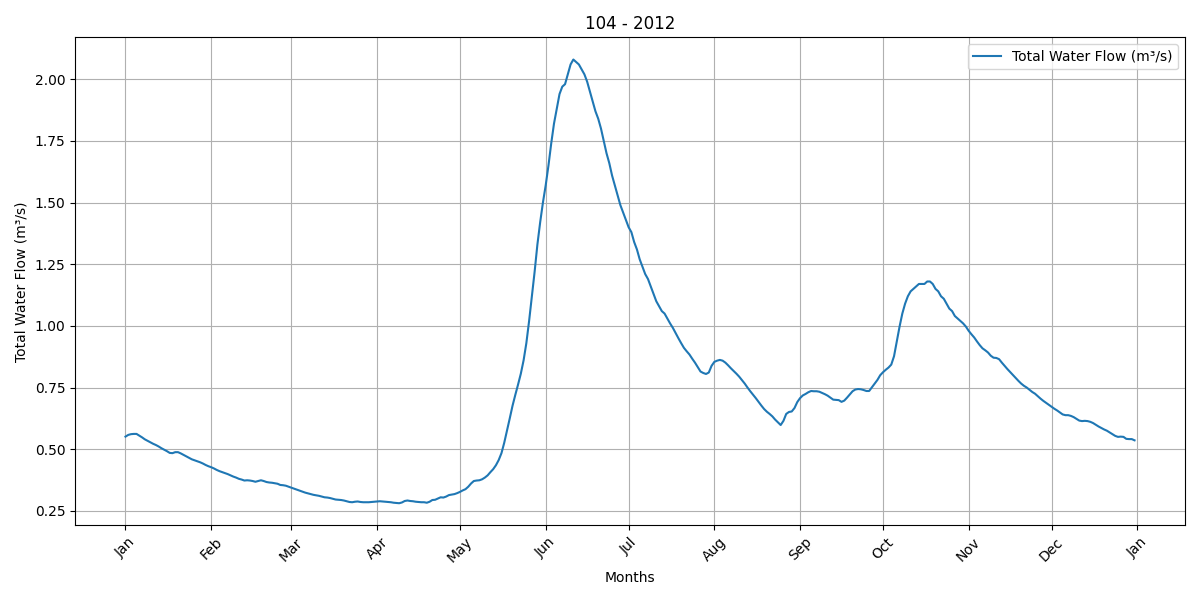 104 - 2012
Total Water Flow (m³/s)
Total Water Flow (m³/s)
2.00
1.75
1.50
1.25
1.00
0.75
0.50
0.25
Jan
Feb
Mar
Apr
May
Jun
Jul
Aug
Sep
Oct
Nov
Dec
Jan
Months